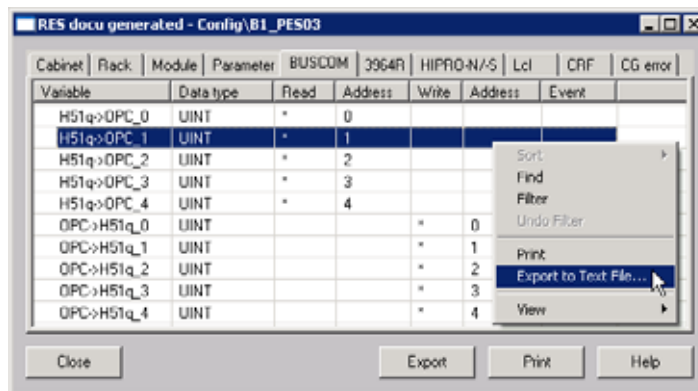 RES docu generated - Config\B1_PES03
Cabinet Rack Module Parameter BUSCOM 3964R HIPRO-N/-S Lcl CRF CG error
Variable Data type Read Address Write Address Event
H51q->OPC_0 UINT * 0
H51q->OPC_1 UINT * 1
H51q->OPC_2 UINT * 2
H51q->OPC_3 UINT * 3
H51q->OPC_4 UINT * 4
OPC->H51q_0 UINT * 0
OPC->H51q_1 UINT * 1
OPC->H51q_2 UINT * 2
OPC->H51q_3 UINT * 3
OPC->H51q_4 UINT * 4
Sort
Find
Filter
Undo Filter
Print
Export to Text File...
View
Close Export Print Help